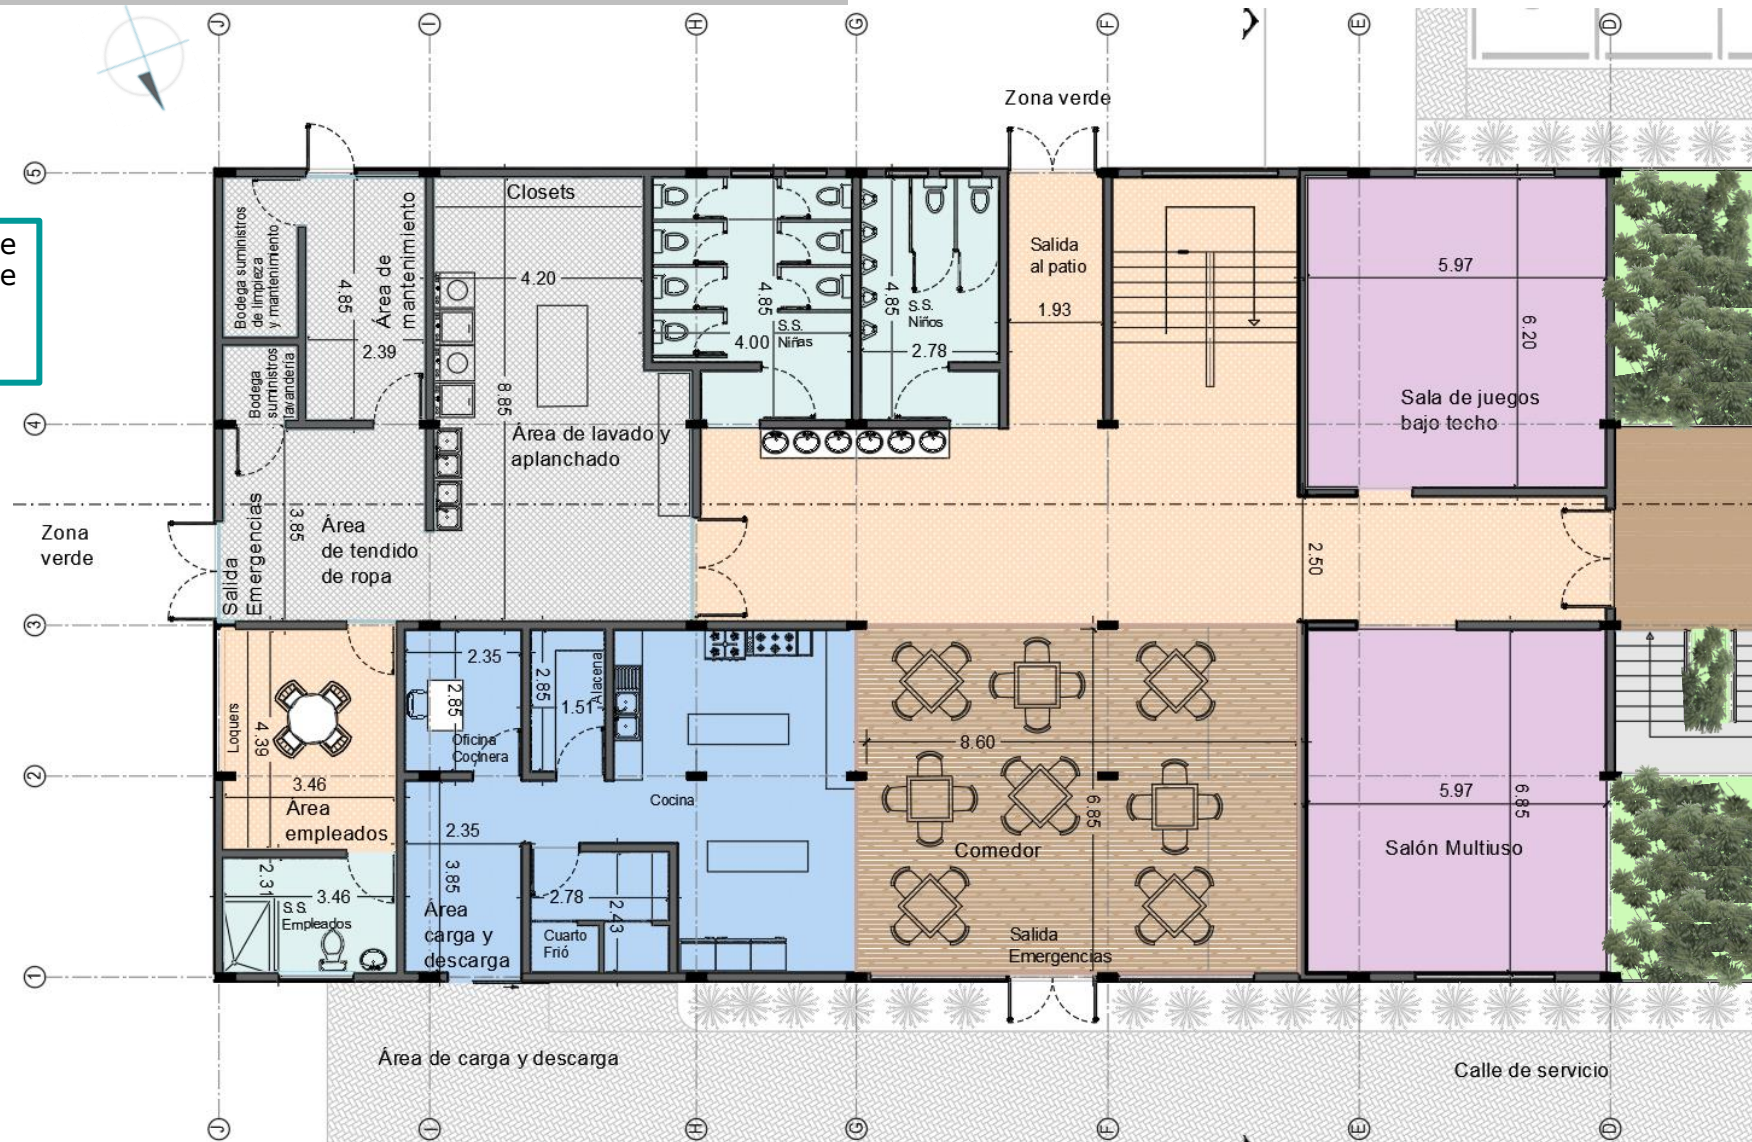 J
I
H
G
F
E
D
Zona verde
5
4
3
2
1
e
e
Closets
Bodega suministros
de limpieza
y mantenimiento
4.85
Área de
mantenimiento
2.39
4.20
4.85
4.00
S.S.
Niñas
4.85
S.S.
Niños
2.78
Salida
al patio
1.93
5.97
6.20
Sala de juegos
bajo techo
Bodega
suministros
lavandería
8.85
Área de lavado y
aplanchado
Zona
verde
Salida
Emergencias
3.85
Área
de tendido
de ropa
2.50
Loquers
4.39
3.46
Área
empleados
2.35
2.85
Oficina
Cocinera
2.85
1.51
Alacena
Cocina
8.60
6.85
Comedor
5.97
6.85
Salón Multiuso
2.31
3.46
S.S.
Empleados
2.35
3.85
Área
carga y
descarga
2.78
2.43
Cuarto
Frió
Salida
Emergencias
Área de carga y descarga
Calle de servicio
J
I
H
G
F
E
D